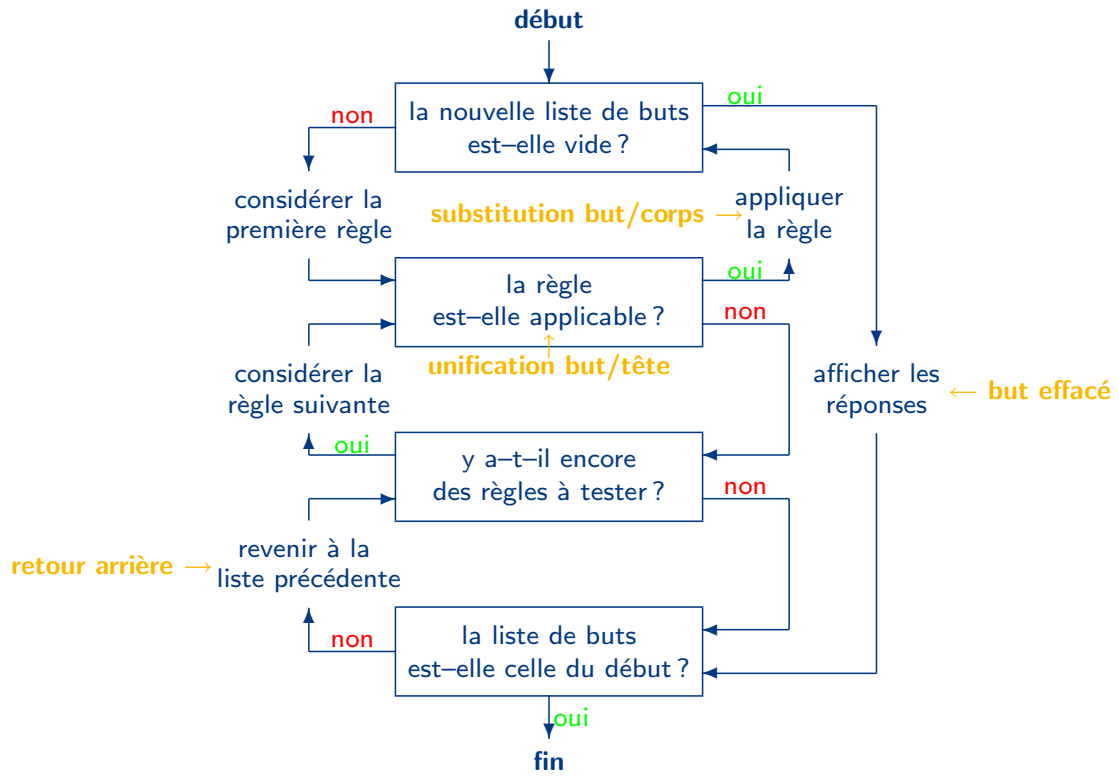 début
la nouvelle liste de buts
est–elle vide ?
oui
non
considérer la
première règle
substitution but/corps →
appliquer
la règle
la règle
est–elle applicable ?
oui
non
unification but/tête
considérer la
règle suivante
afficher les
réponses
← but effacé
oui
y a–t–il encore
des règles à tester ?
non
retour arrière →
revenir à la
liste précédente
la liste de buts
est–elle celle du début ?
non
oui
fin